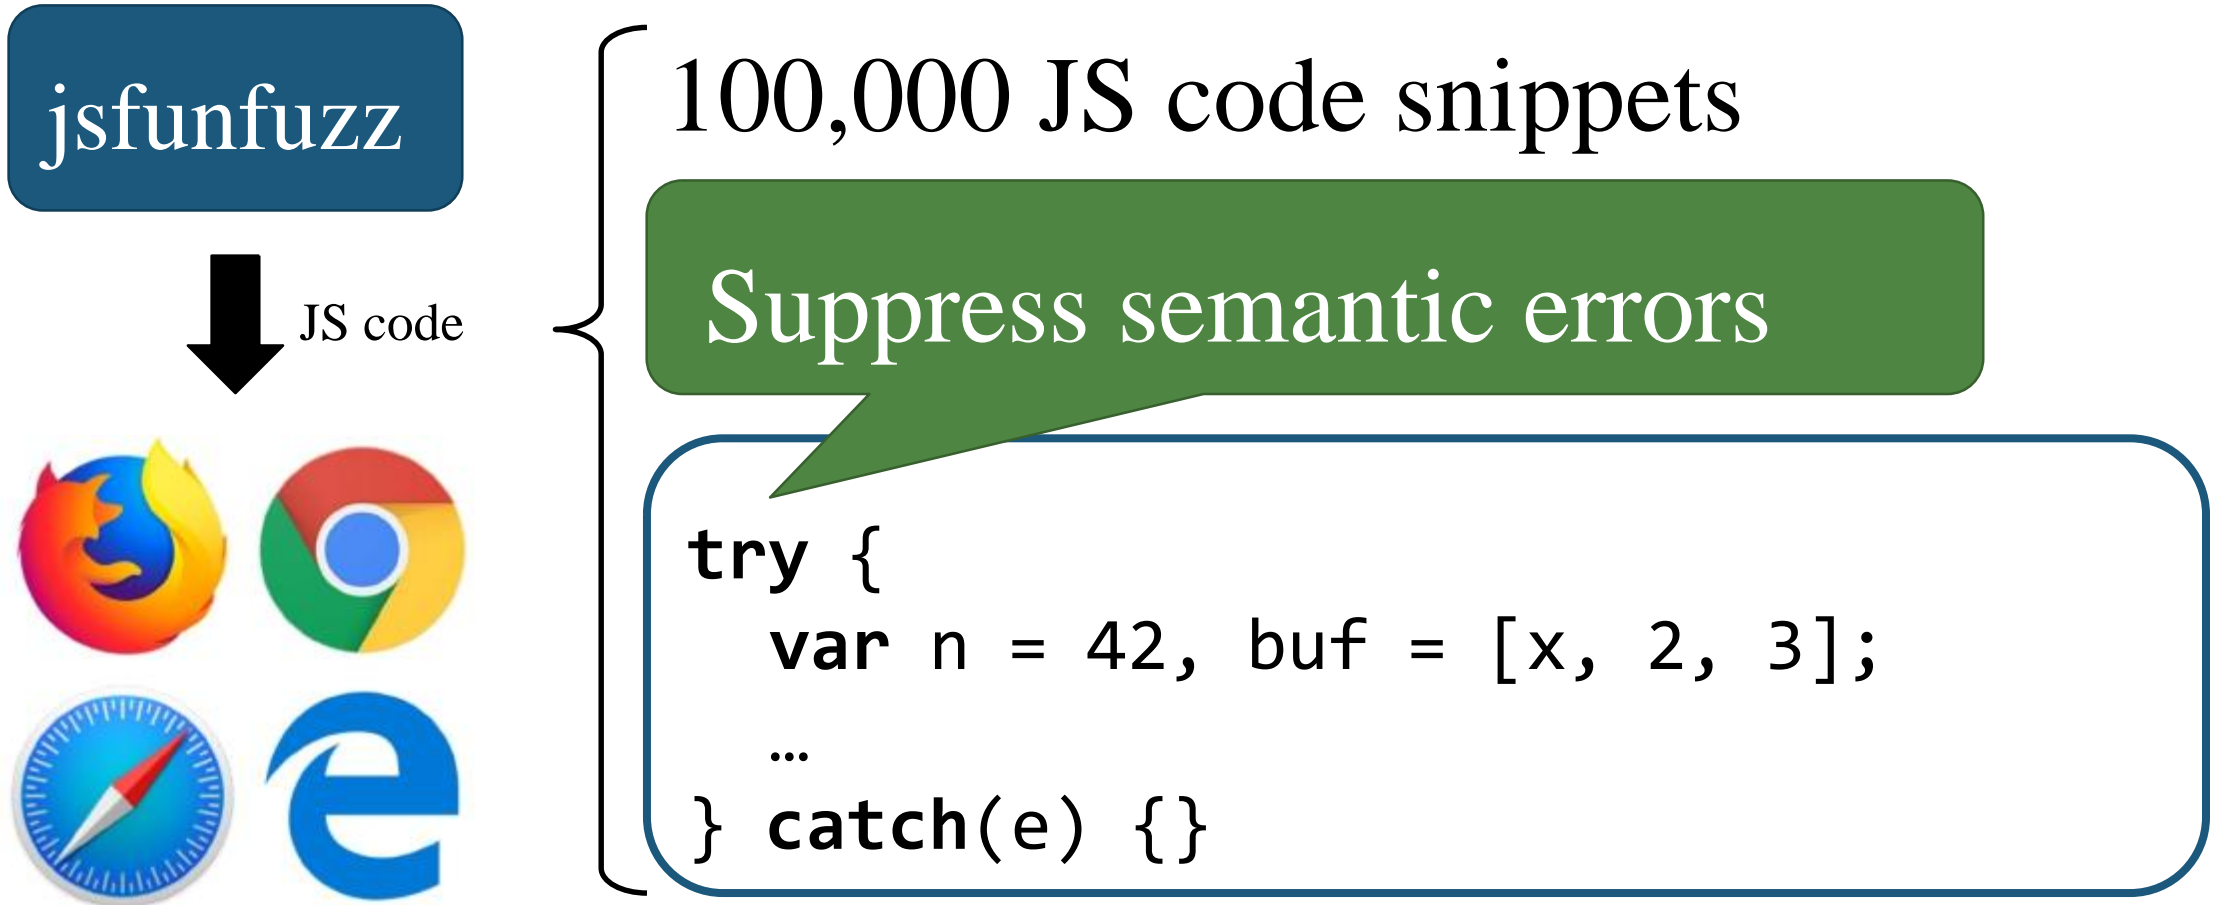 jsfunfuzz
JS code
100,000 JS code snippets
Suppress semantic errors
try {
  var n = 42, buf = [x, 2, 3];
  …
} catch(e) {}